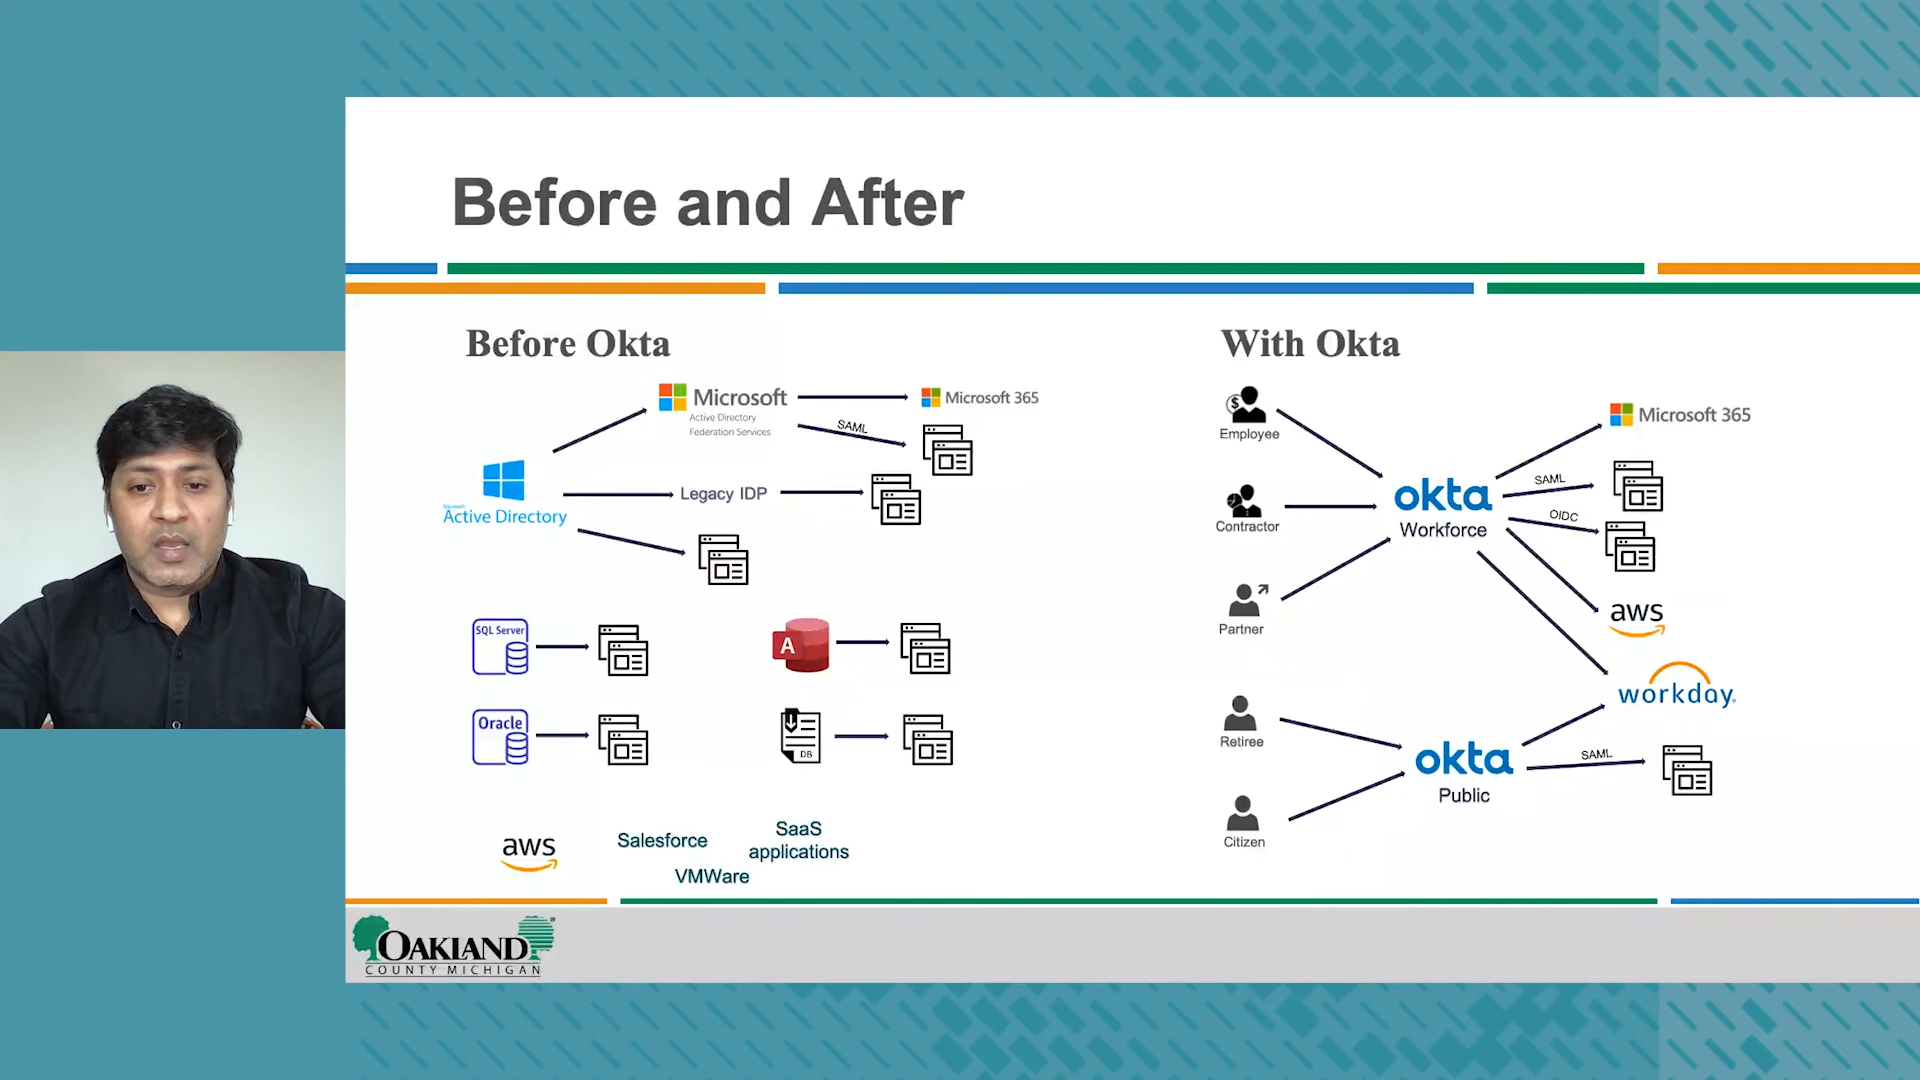 Before and After
Before Okta
Microsoft
Active Directory
Federation Services
Microsoft 365
SAML
Active Directory
Legacy IDP
SQL Server
A
Oracle
DB
aws
Salesforce
SaaS
applications
VMWare
With Okta
$
Employee
Contractor
Partner
okta
Workforce
Microsoft 365
SAML
OIDC
aws
workday.
Retiree
Citizen
okta
Public
SAML
OAKLAND®
COUNTY MICHIGAN